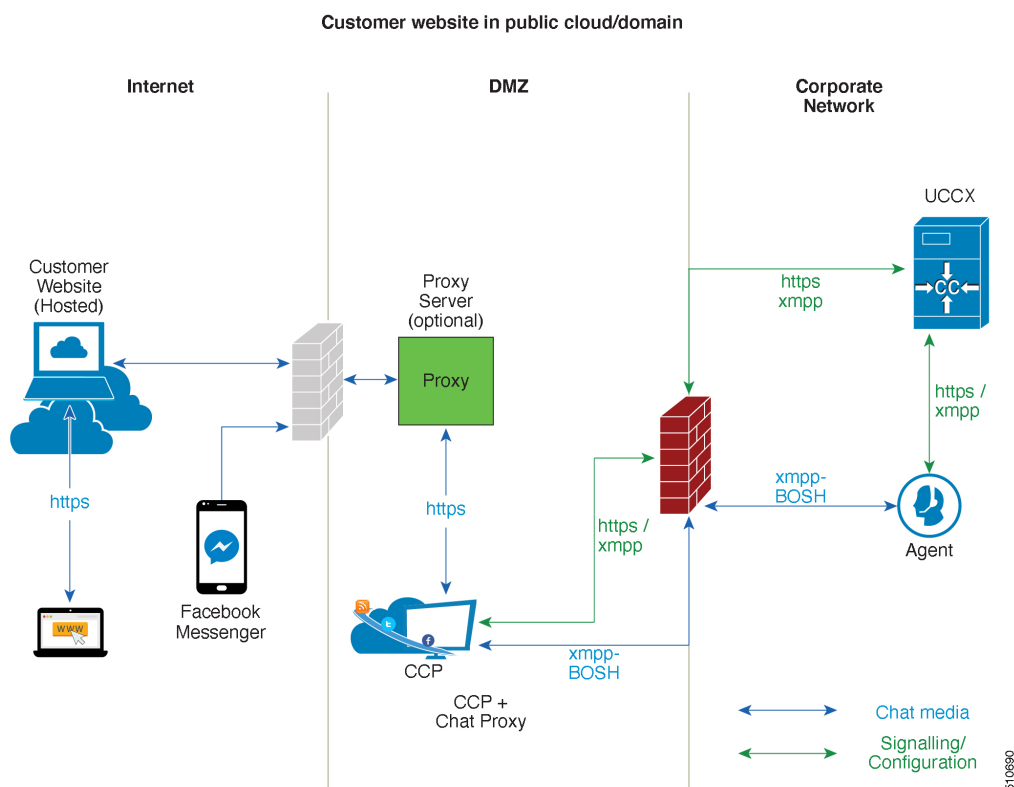 Customer website in public cloud/domain
Internet
DMZ
Corporate
Network
UCCX
CC
https
xmpp
Customer
Website
(Hosted)
Proxy
Server
(optional)
Proxy
https /
xmpp
https
https
https /
xmpp
xmpp-
BOSH
Agent
Facebook
Messenger
WWW
CCP
xmpp-
BOSH
CCP +
Chat Proxy
Chat media
Signalling/
Configuration
510690